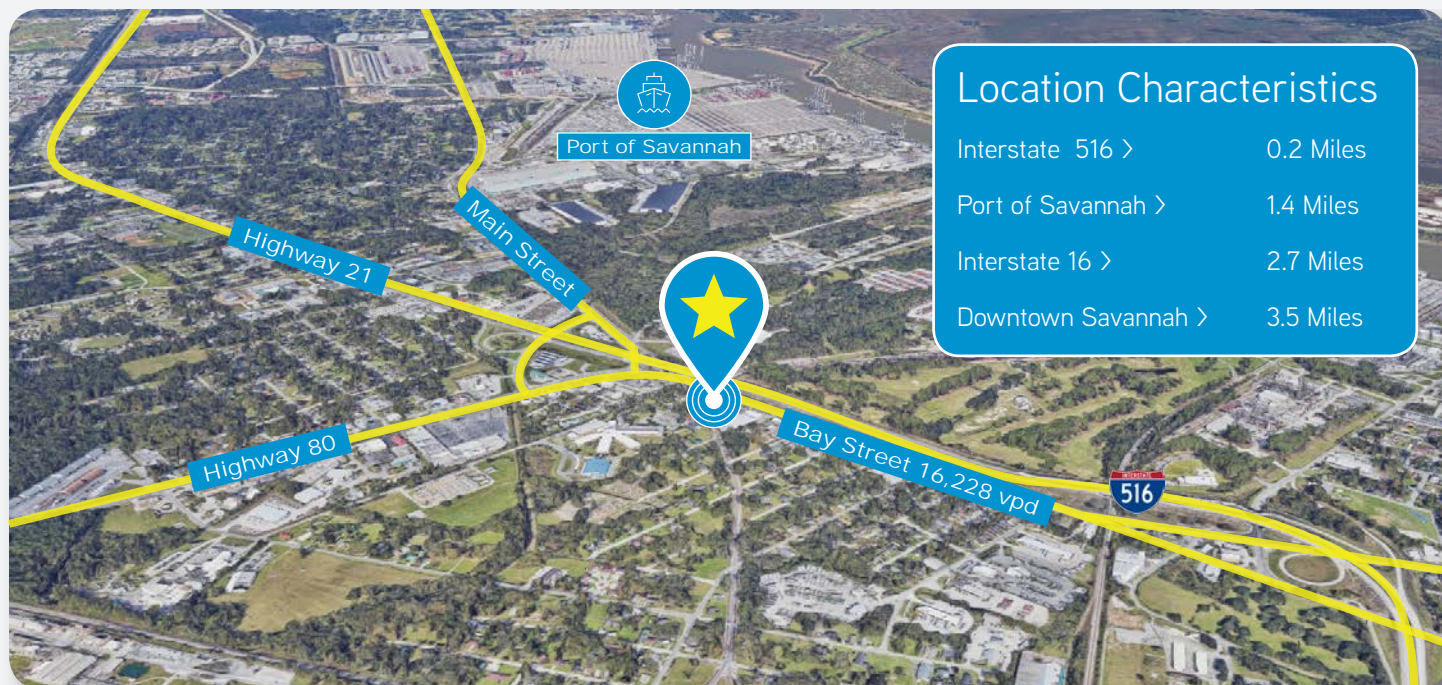 Port of Savannah
Location Characteristics
Interstate 516 > 0.2 Miles
Port of Savannah > 1.4 Miles
Interstate 16 > 2.7 Miles
Downtown Savannah > 3.5 Miles
Main Street
Highway 21
Highway 80
Bay Street 16,228 vpd
INTERSTATE
516